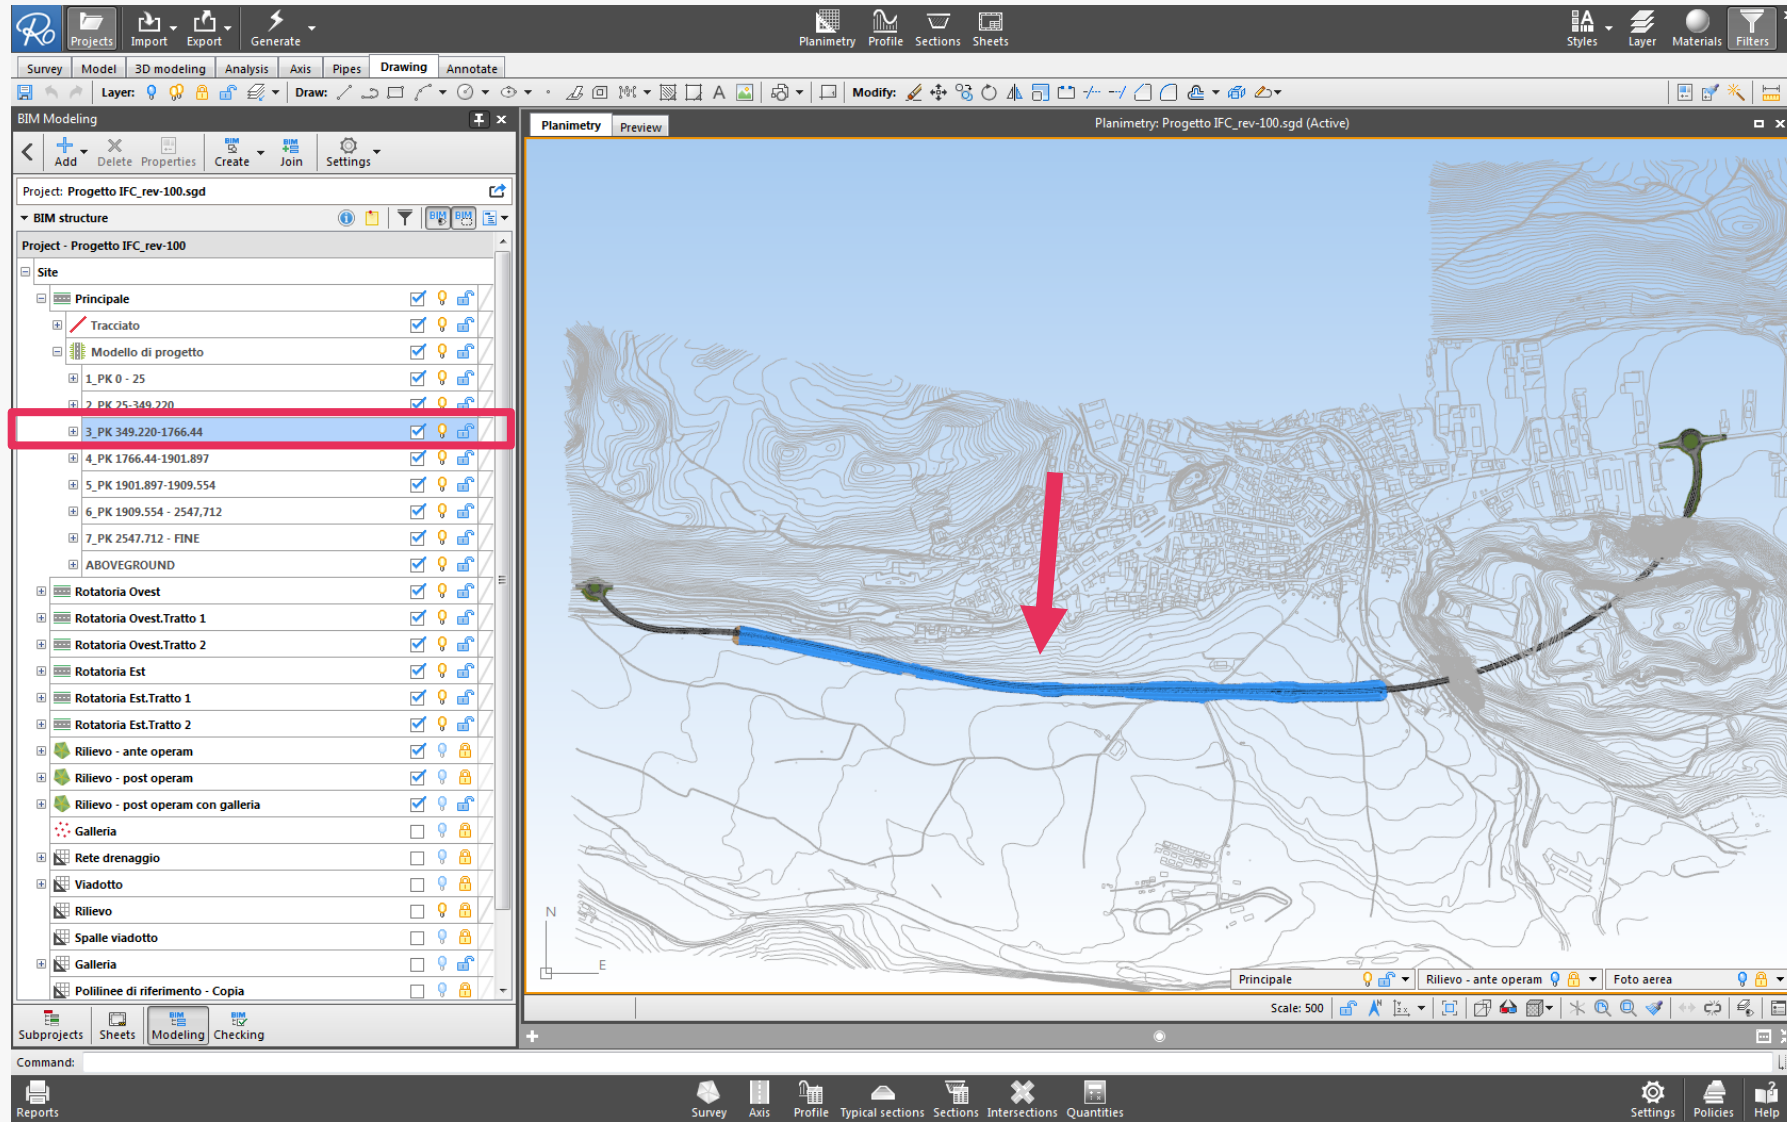 Ro
Projects Import Export Generate
Planimetry Profile Sections Sheets
Styles Layer Materials Filters
Survey Model 3D modeling Analysis Axis Pipes Drawing Annotate
Layer: Draw: Modify:
BIM Modeling
Add Delete Properties Create Join Settings
Project: Progetto IFC_rev-100.sgd
BIM structure
Project - Progetto IFC_rev-100
Site
Principale
Tracciato
Modello di progetto
1_PK 0 - 25
2_PK 25-349.220
3_PK 349.220-1766.44
4_PK 1766.44-1901.897
5_PK 1901.897-1909.554
6_PK 1909.554 - 2547,712
7_PK 2547.712 - FINE
ABOVEGROUND
Rotatoria Ovest
Rotatoria Ovest.Tratto 1
Rotatoria Ovest.Tratto 2
Rotatoria Est
Rotatoria Est.Tratto 1
Rotatoria Est.Tratto 2
Rilievo - ante operam
Rilievo - post operam
Rilievo - post operam con galleria
Galleria
Rete drenaggio
Viadotto
Rilievo
Spalle viadotto
Galleria
Polilinee di riferimento - Copia
Subprojects Sheets Modeling Checking
Planimetry Preview
Planimetry: Progetto IFC_rev-100.sgd (Active)
N
E
Principale Rilievo - ante operam Foto aerea
Scale: 500
Command:
Reports
Survey Axis Profile Typical sections Sections Intersections Quantities
Settings Policies Help